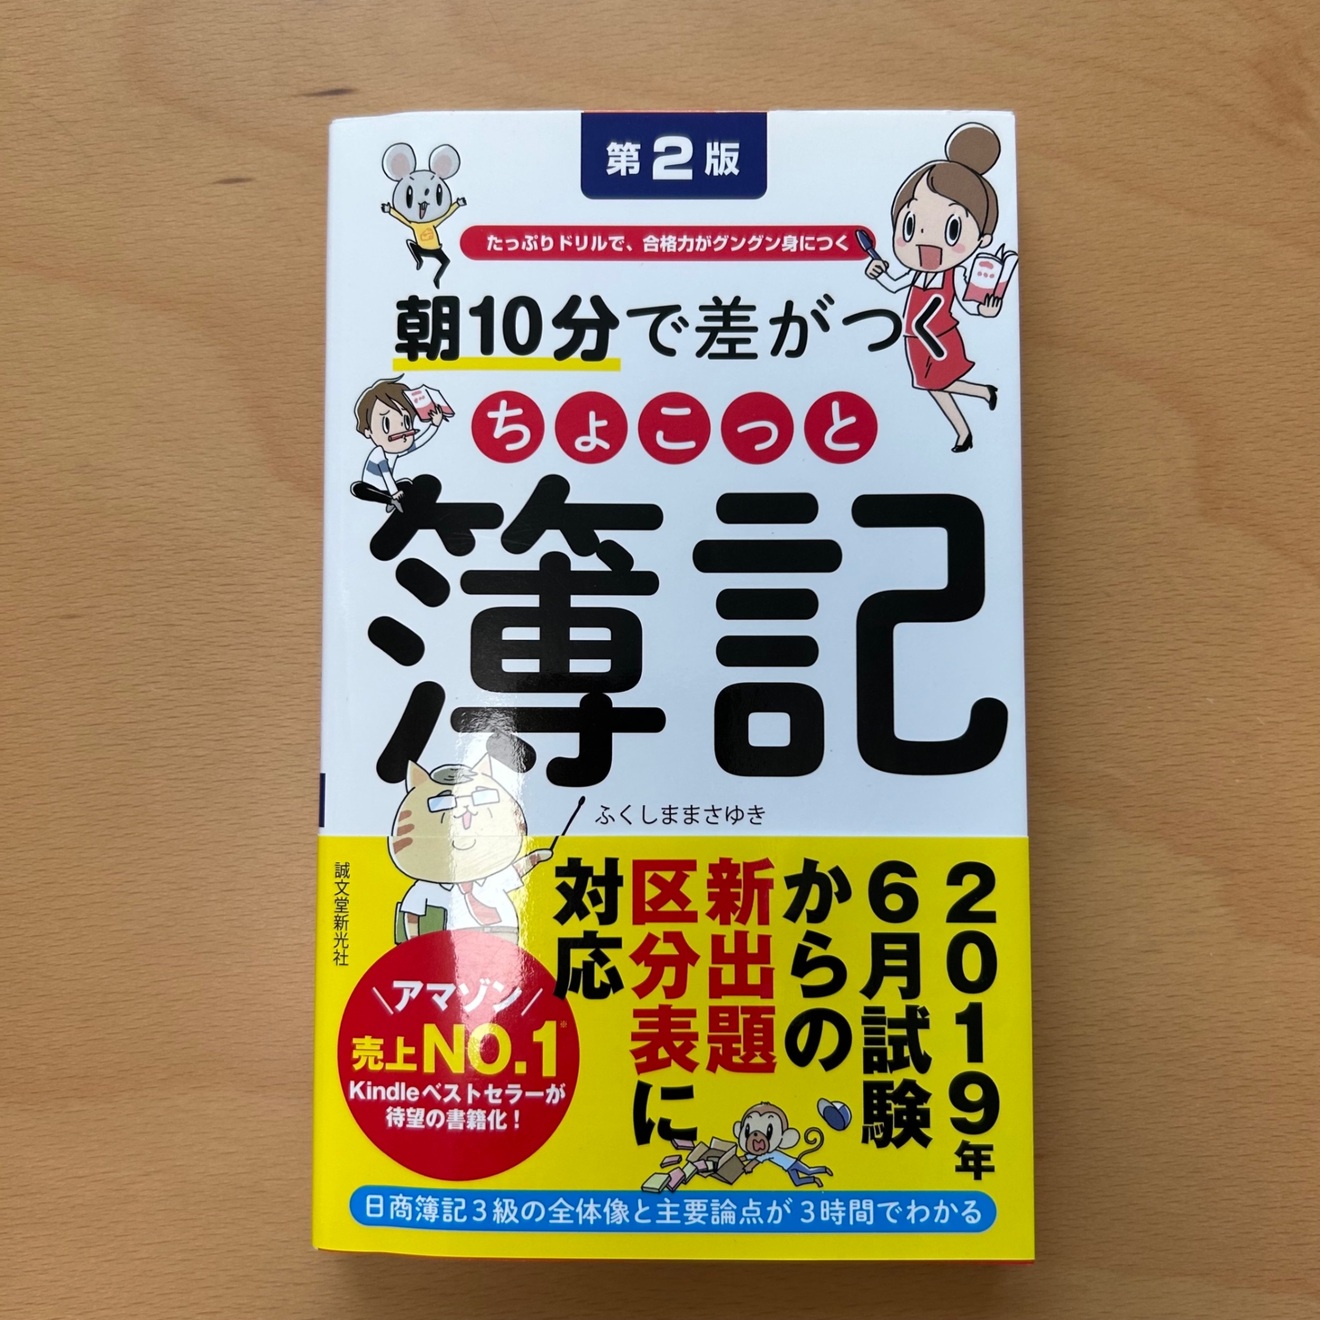 第2版
たっぷりドリルで、合格力がグングン身につく
朝10分で差がつく
ちょこっと
簿記
ふくしままさゆき
誠文堂新光社
2019年
6月試験
からの
新出題
区分表に
対応
アマゾン
売上NO.1※
Kindleベストセラーが
待望の書籍化!
日商簿記3級の全体像と主要論点が3時間でわかる